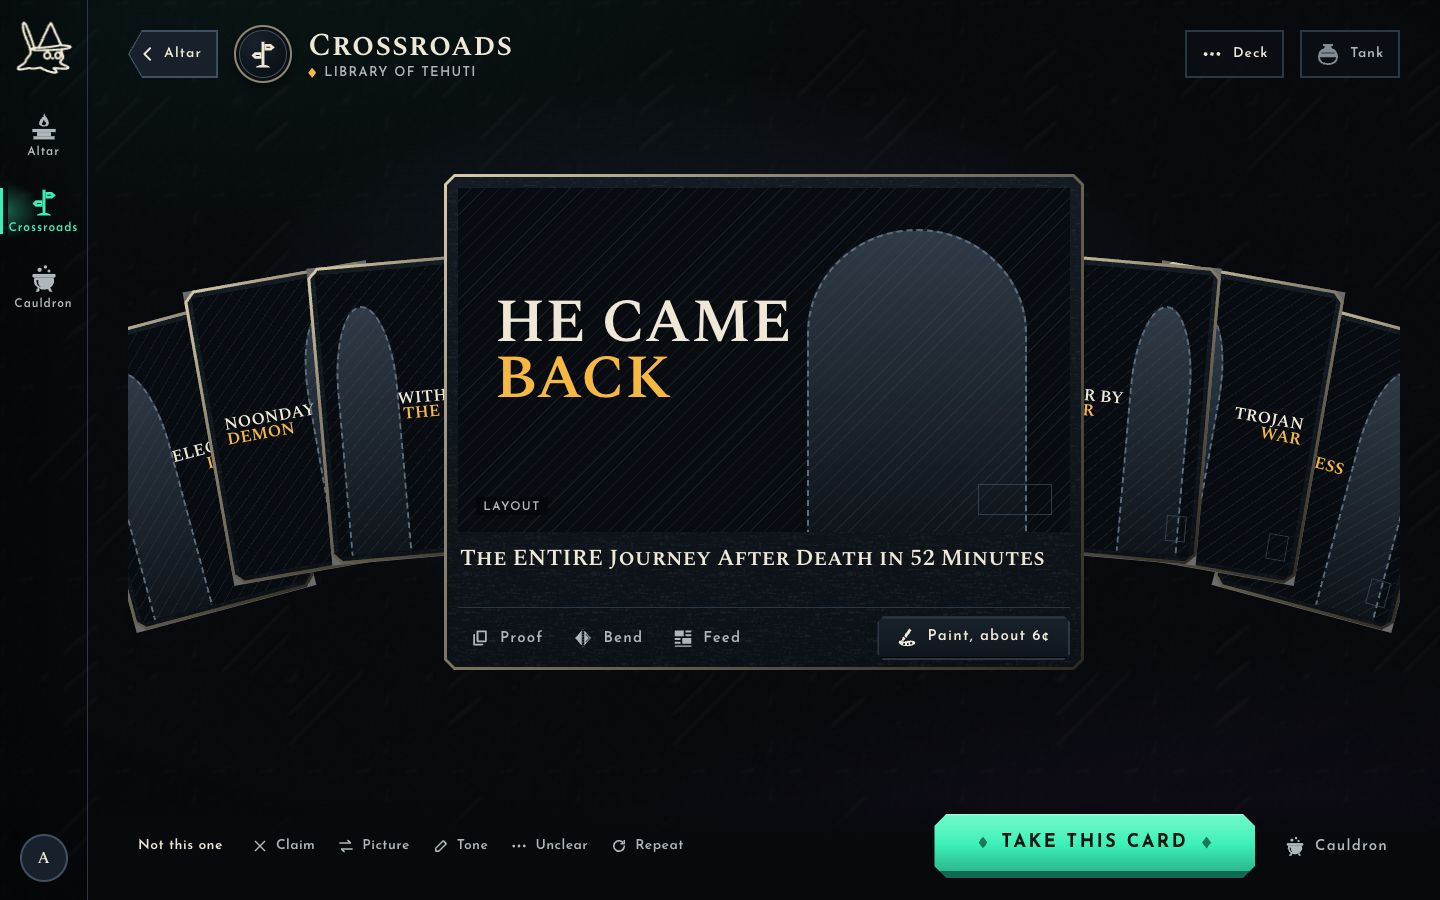 Altar
CROSSROADS
LIBRARY OF TEHUTI
Deck
Tank
Altar
Crossroads
Cauldron
NOONDAY
DEMON
WITH
THE
HE CAME
BACK
LAYOUT
R BY
R
TROJAN
WAR
ESS
THE ENTIRE JOURNEY AFTER DEATH IN 52 MINUTES
Proof
Bend
Feed
Paint, about 6¢
Not this one
Claim
Picture
Tone
Unclear
Repeat
TAKE THIS CARD
Cauldron
A